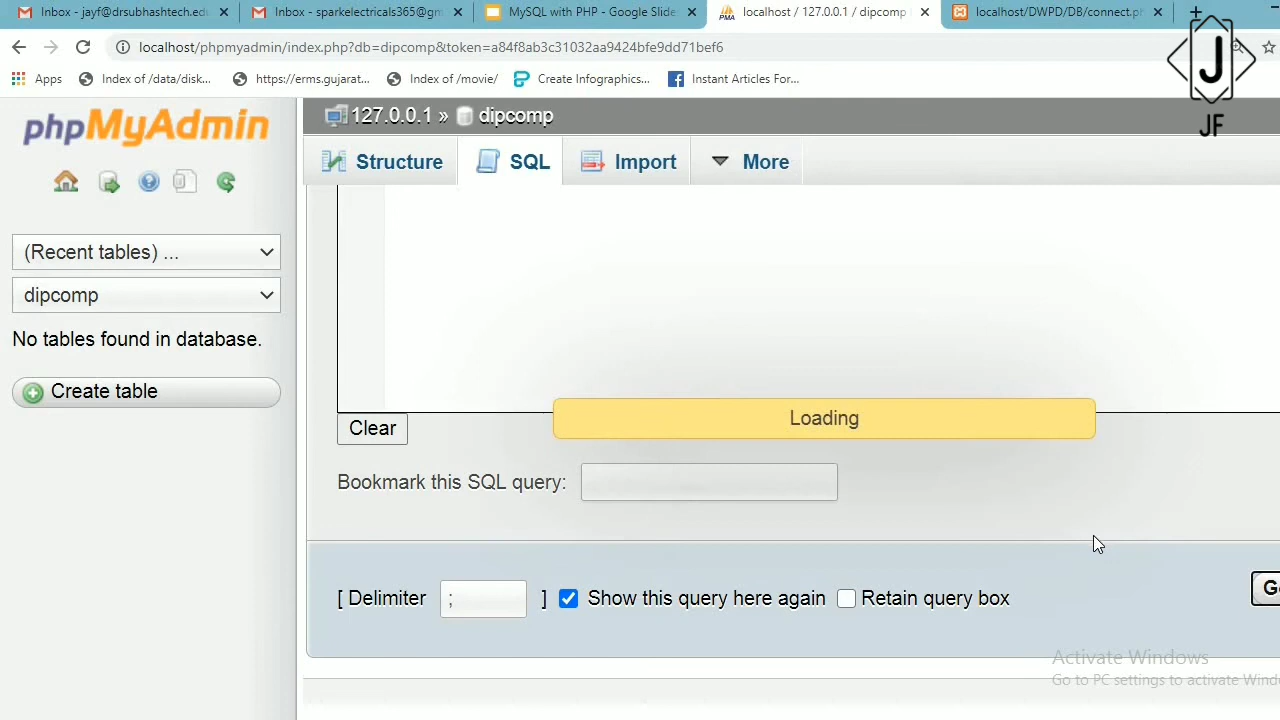 Inbox - jayf@drsubhashtech.ed
Inbox - sparkelectricals365@gm
MySQL with PHP - Google Slide
localhost / 127.0.0.1 / dipcomp
localhost/DWPD/DB/connect.ph
localhost/phpmyadmin/index.php?db=dipcomp&token=a84f8ab3c31032aa9424bfe9dd71bef6
Apps
Index of /data/disk...
https://erms.gujarat...
Index of /movie/
Create Infographics...
Instant Articles For...
J
JF
phpMyAdmin
127.0.0.1 » dipcomp
Structure
SQL
Import
More
(Recent tables) ...
dipcomp
No tables found in database.
Create table
Loading
Clear
Bookmark this SQL query:
[ Delimiter ; ] Show this query here again Retain query box
Go
Activate Windows
Go to PC settings to activate Wind